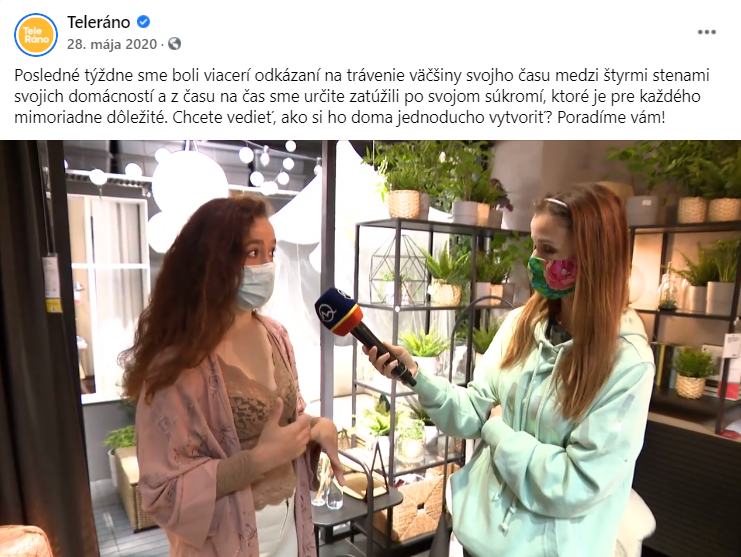 Tele
Ráno
Teleráno
28. mája 2020 ·
Posledné týždne sme boli viacerí odkázaní na trávenie väčšiny svojho času medzi štyrmi stenami
svojich domácností a z času na čas sme určite zatúžili po svojom súkromí, ktoré je pre každého
mimoriadne dôležité. Chcete vedieť, ako si ho doma jednoducho vytvoriť? Poradíme vám!